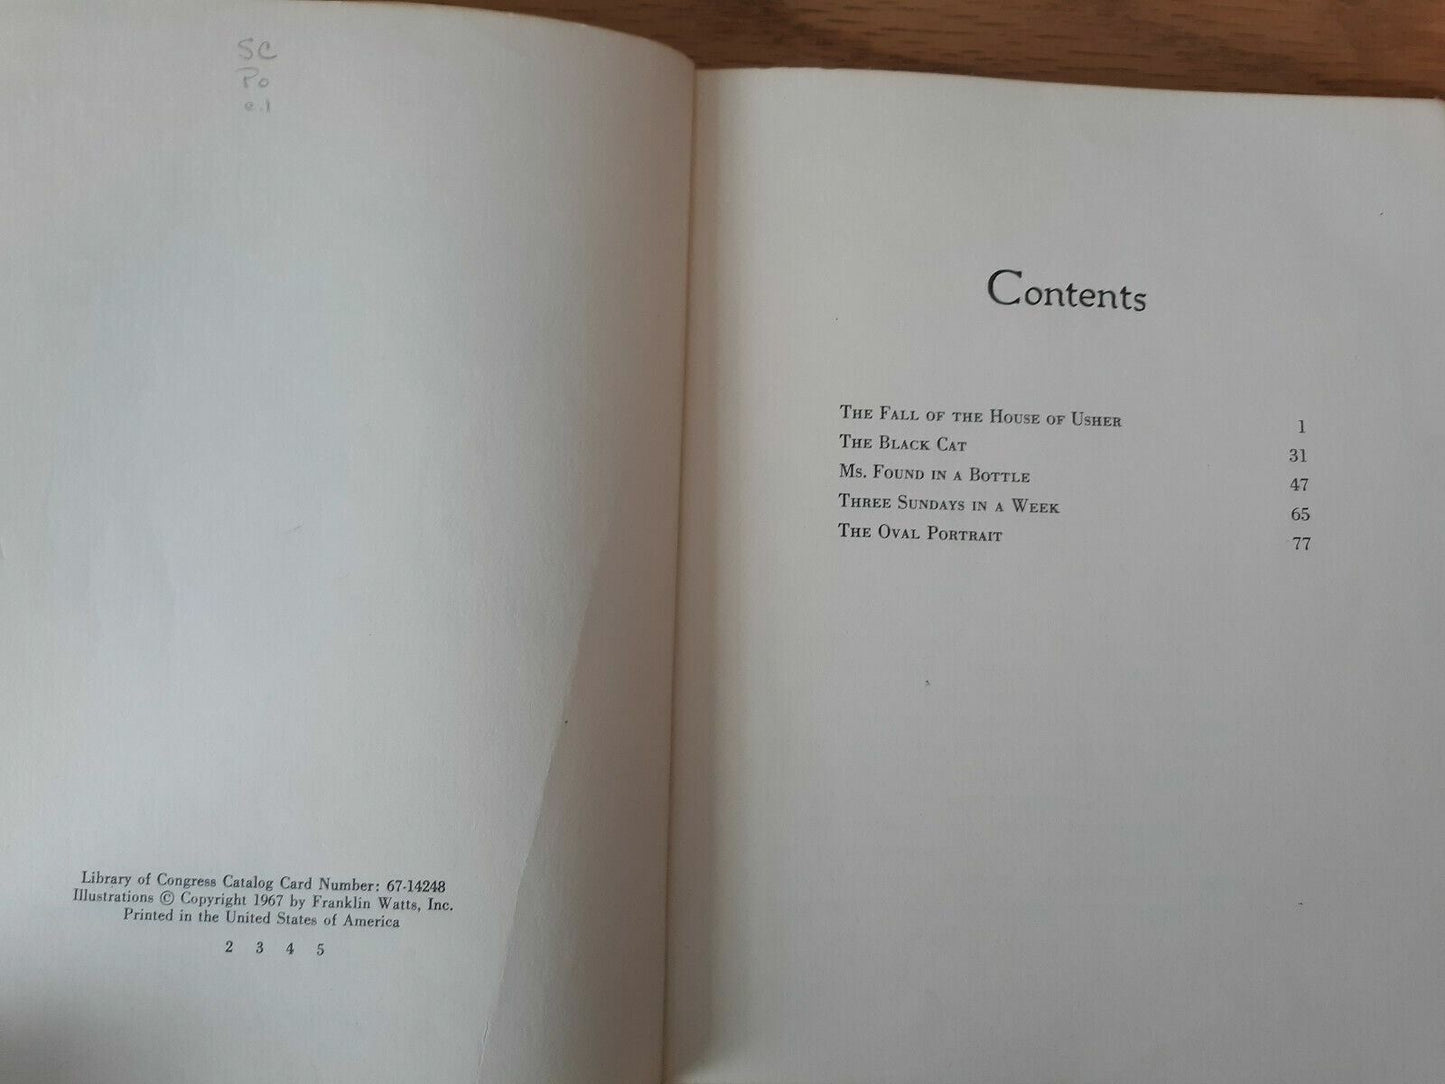 SC
Po
c.1
Library of Congress Catalog Card Number: 67-14248
Illustrations © Copyright 1967 by Franklin Watts, Inc.
Printed in the United States of America
2 3 4 5
Contents
The Fall of the House of Usher 1
The Black Cat 31
Ms. Found in a Bottle 47
Three Sundays in a Week 65
The Oval Portrait 77